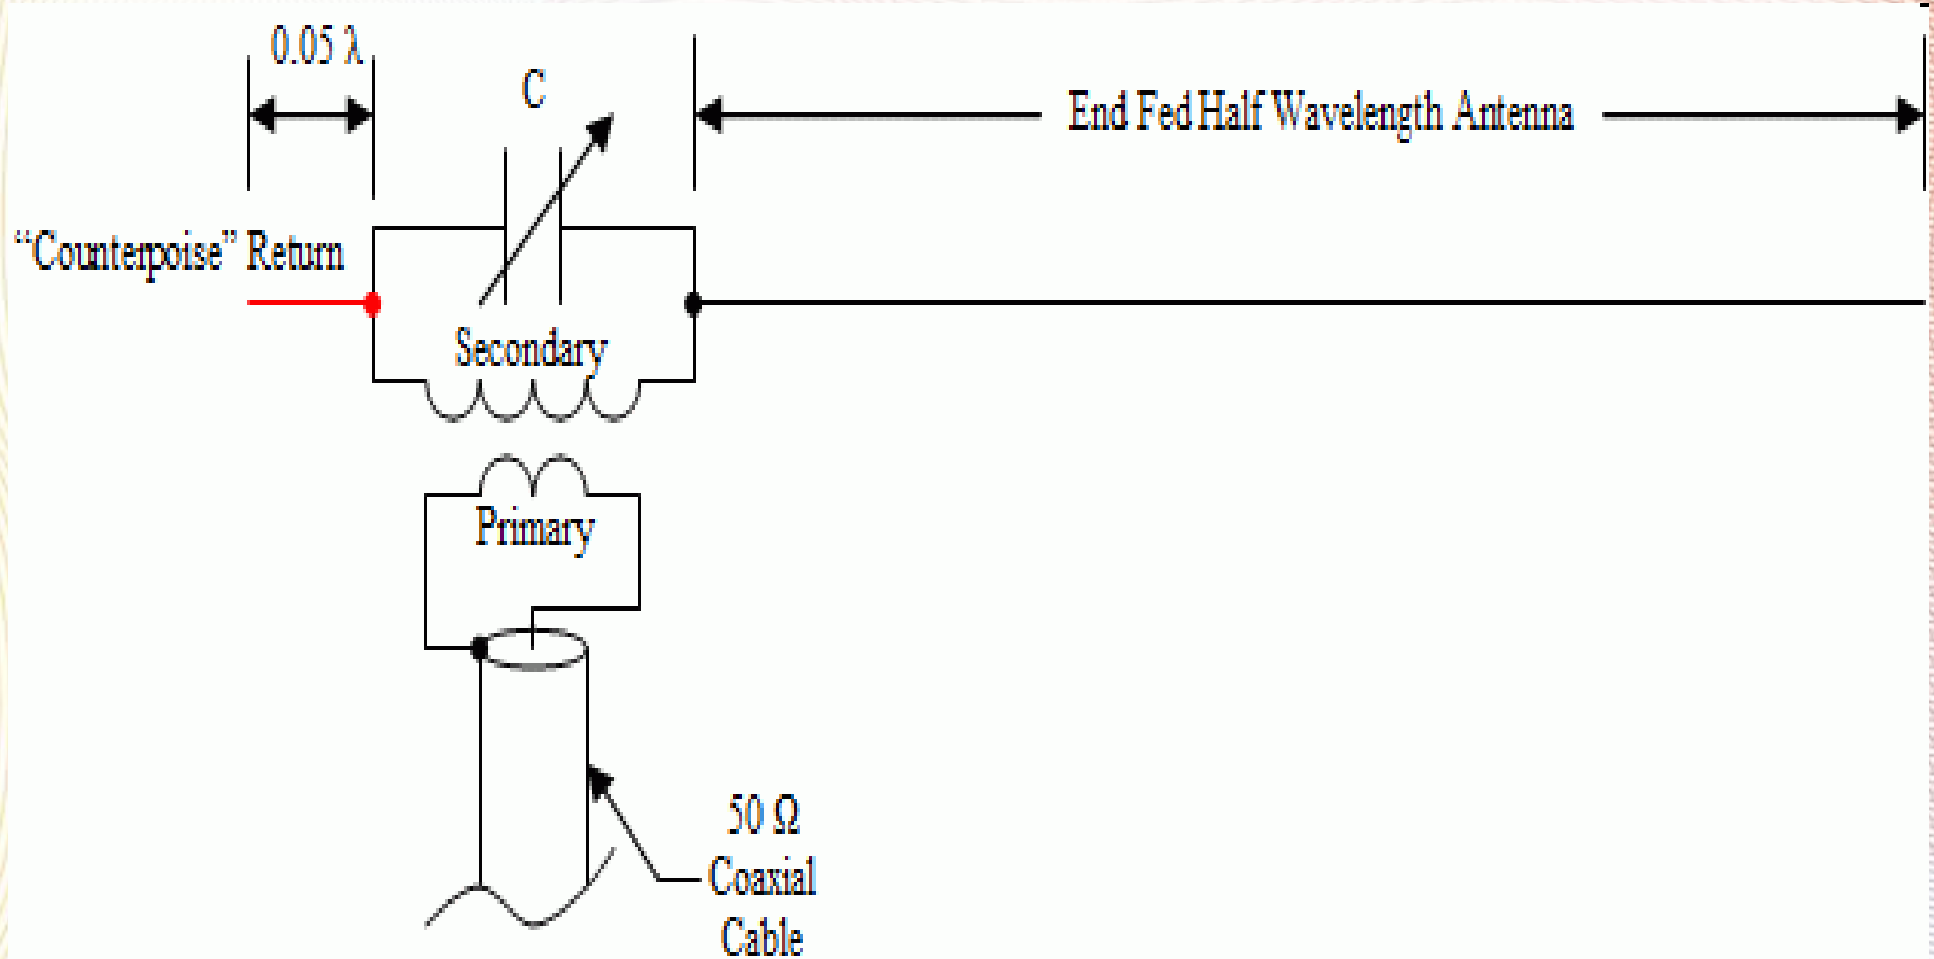 0.05 λ
C
End Fed Half Wavelength Antenna
“Counterpoise” Return
Secondary
Primary
50 Ω
Coaxial
Cable